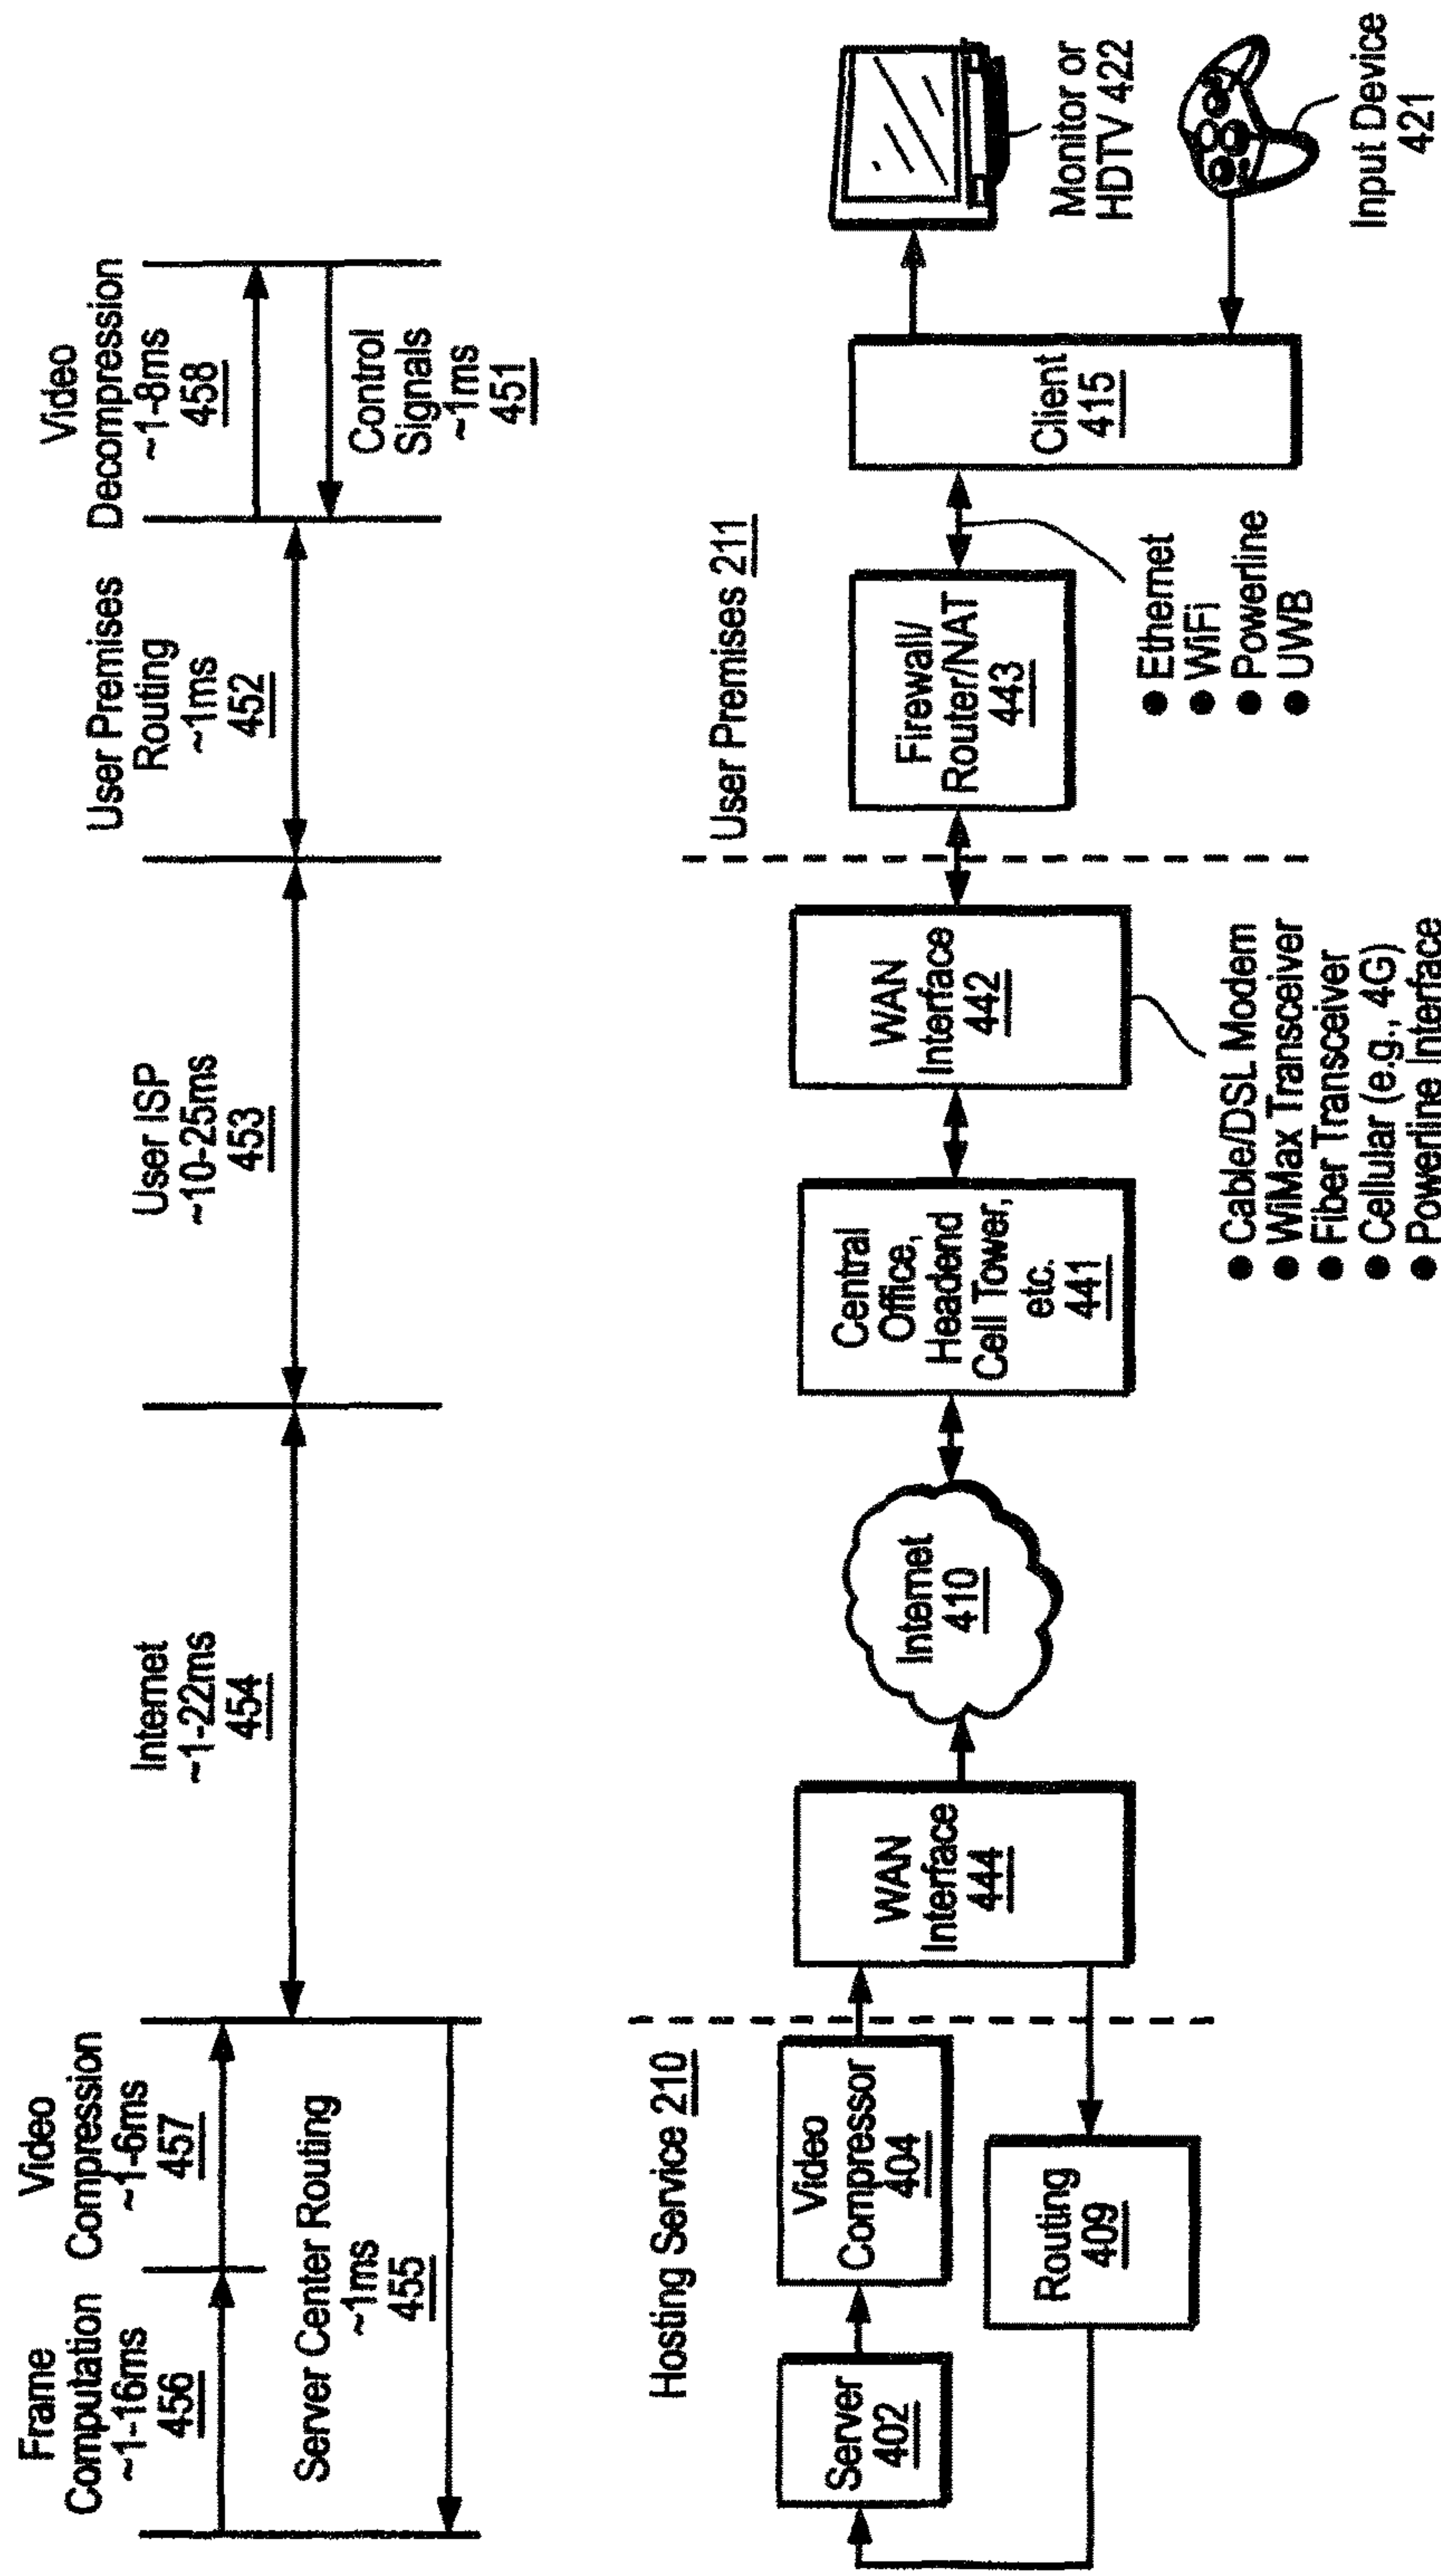 Frame
Computation
~1-16ms
456
Video
Compression
~1-6ms
457
Server Center Routing
~1ms
455
Internet
~1-22ms
454
User ISP
~10-25ms
453
User Premises
Routing
~1ms
452
Video
Decompression
~1-8ms
458
Control
Signals
~1ms
451
Hosting Service 210
Server
402
Video
Compressor
404
Routing
409
WAN
Interface
444
Internet
410
Central
Office,
Headend
Cell Tower,
etc.
441
WAN
Interface
442
● Cable/DSL Modem
● WiMax Transceiver
● Fiber Transceiver
● Cellular (e.g., 4G)
● Powerline Interface
User Premises 211
Firewall/
Router/NAT
443
● Ethernet
● WiFi
● Powerline
● UWB
Client
415
Monitor or
HDTV 422
Input Device
421